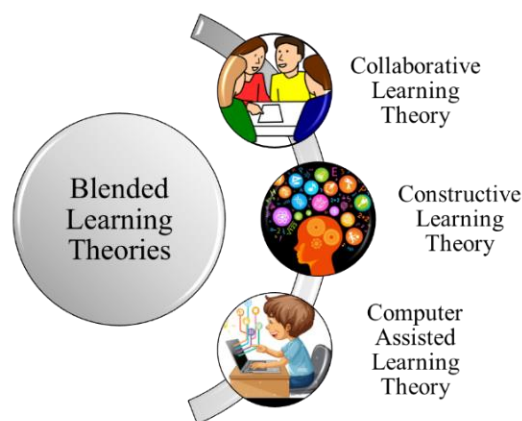 Blended
Learning
Theories
Collaborative
Learning
Theory
Constructive
Learning
Theory
Computer
Assisted
Learning
Theory